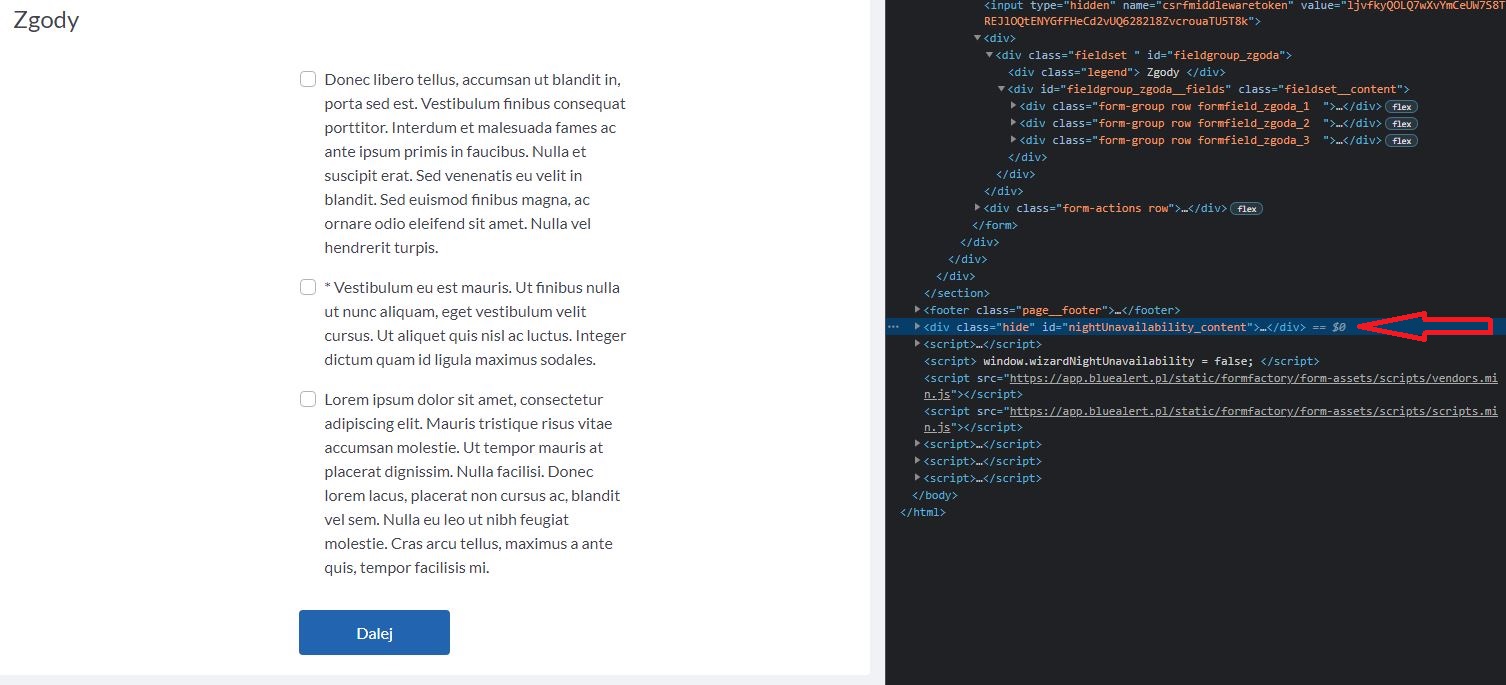 Zgody
Donec libero tellus, accumsan ut blandit in,
porta sed est. Vestibulum finibus consequat
porttitor. Interdum et malesuada fames ac
ante ipsum primis in faucibus. Nulla et
suscipit erat. Sed venenatis eu velit in
blandit. Sed euismod finibus magna, ac
ornare odio eleifend sit amet. Nulla vel
hendrerit turpis.
* Vestibulum eu est mauris. Ut finibus nulla
ut nunc aliquam, eget vestibulum velit
cursus. Ut aliquet quis nisl ac luctus. Integer
dictum quam id ligula maximus sodales.
Lorem ipsum dolor sit amet, consectetur
adipiscing elit. Mauris tristique risus vitae
accumsan molestie. Ut tempor mauris at
placerat dignissim. Nulla facilisi. Donec
lorem lacus, placerat non cursus ac, blandit
vel sem. Nulla eu leo ut nibh feugiat
molestie. Cras arcu tellus, maximus a ante
quis, tempor facilisis mi.
Dalej
<input type="hidden" name="csrfmiddlewaretoken" value="ljvfkyQOLQ7wXvYmCeUW7S8T
REJlOQtENYGfFHeCd2vUQ628218ZvcrouaTU5T8k">
<div>
<div class="fieldset " id="fieldgroup_zgoda">
<div class="legend"> Zgody </div>
<div id="fieldgroup_zgoda__fields" class="fieldset__content">
<div class="form-group row formfield_zgoda_1  ">…</div> flex
<div class="form-group row formfield_zgoda_2  ">…</div> flex
<div class="form-group row formfield_zgoda_3  ">…</div> flex
</div>
</div>
</div>
<div class="form-actions row">…</div> flex
</form>
</div>
</div>
</div>
</section>
<footer class="page__footer">…</footer>
<div class="hide" id="nightUnavailability_content">…</div> == $0
<script>…</script>
<script> window.wizardNightUnavailability = false; </script>
<script src="https://app.bluealert.pl/static/formfactory/form-assets/scripts/vendors.mi
n.js"></script>
<script src="https://app.bluealert.pl/static/formfactory/form-assets/scripts/scripts.mi
n.js"></script>
<script>…</script>
<script>…</script>
<script>…</script>
</body>
</html>